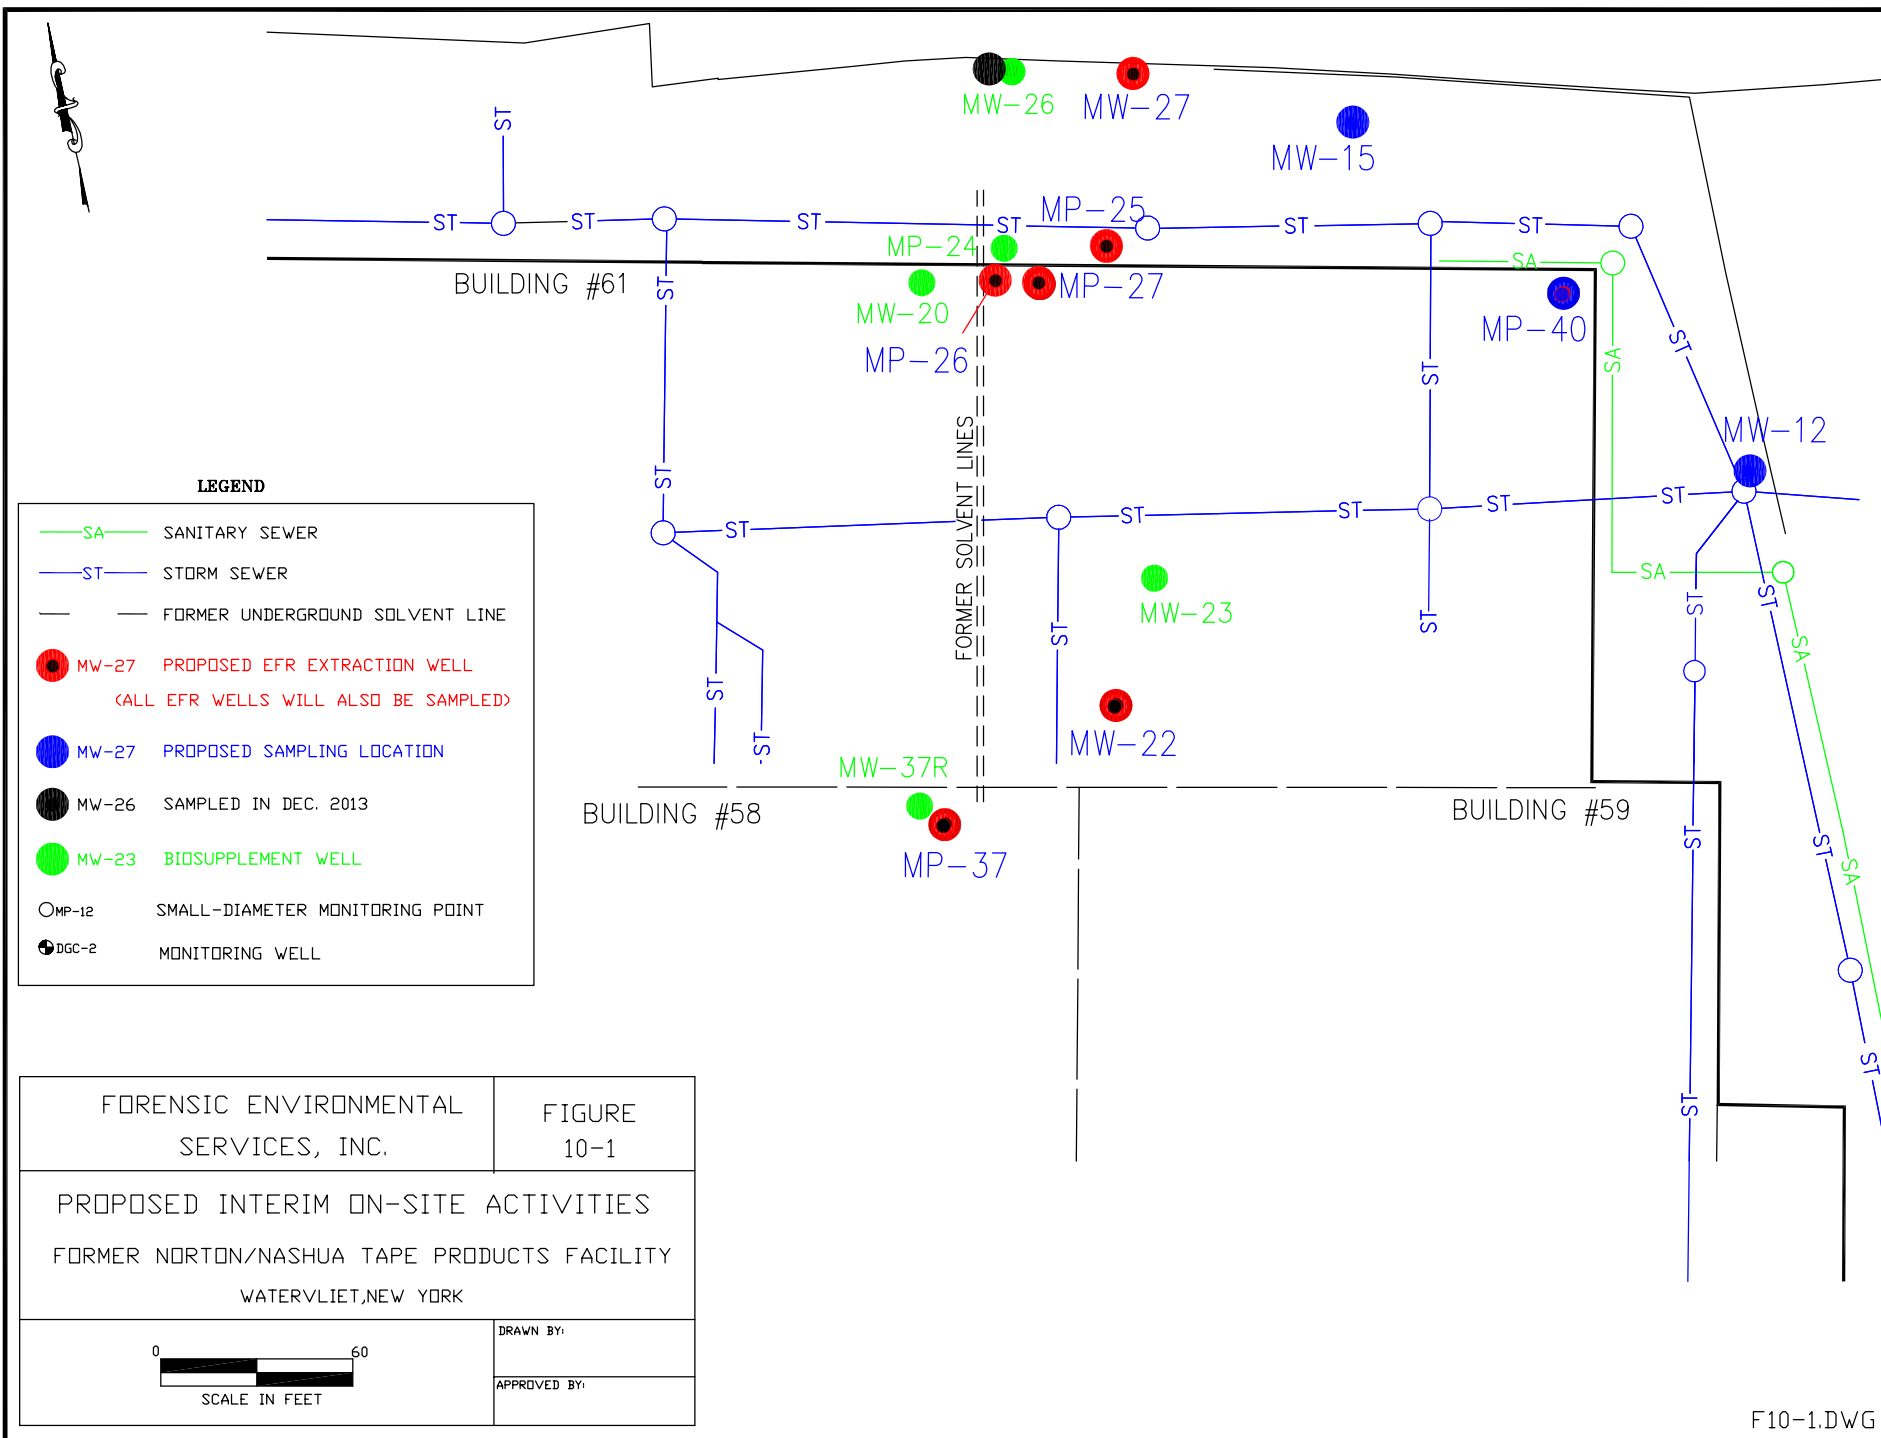 MW-26
MW-27
MW-15
ST
ST
ST
ST
ST
MP-25
ST
ST
MP-24
SA
BUILDING #61
ST
MP-27
MW-20
MP-40
MP-26
ST
ST
SA
FORMER SOLVENT LINES
MW-12
ST
ST
ST
ST
ST
ST
SA
ST
ST
MW-23
ST
ST
SA
ST
MW-22
ST
MW-37R
BUILDING #58
BUILDING #59
ST
ST
MP-37
SA
ST
ST
LEGEND
SA SANITARY SEWER
ST STORM SEWER
FORMER UNDERGROUND SOLVENT LINE
MW-27 PROPOSED EFR EXTRACTION WELL
(ALL EFR WELLS WILL ALSO BE SAMPLED)
MW-27 PROPOSED SAMPLING LOCATION
MW-26 SAMPLED IN DEC. 2013
MW-23 BIOSUPPLEMENT WELL
MP-12 SMALL-DIAMETER MONITORING POINT
DGC-2 MONITORING WELL
FORENSIC ENVIRONMENTAL
SERVICES, INC.
FIGURE
10-1
PROPOSED INTERIM ON-SITE ACTIVITIES
FORMER NORTON/NASHUA TAPE PRODUCTS FACILITY
WATERVLIET,NEW YORK
0 60
SCALE IN FEET
DRAWN BY:
APPROVED BY:
F10-1.DWG